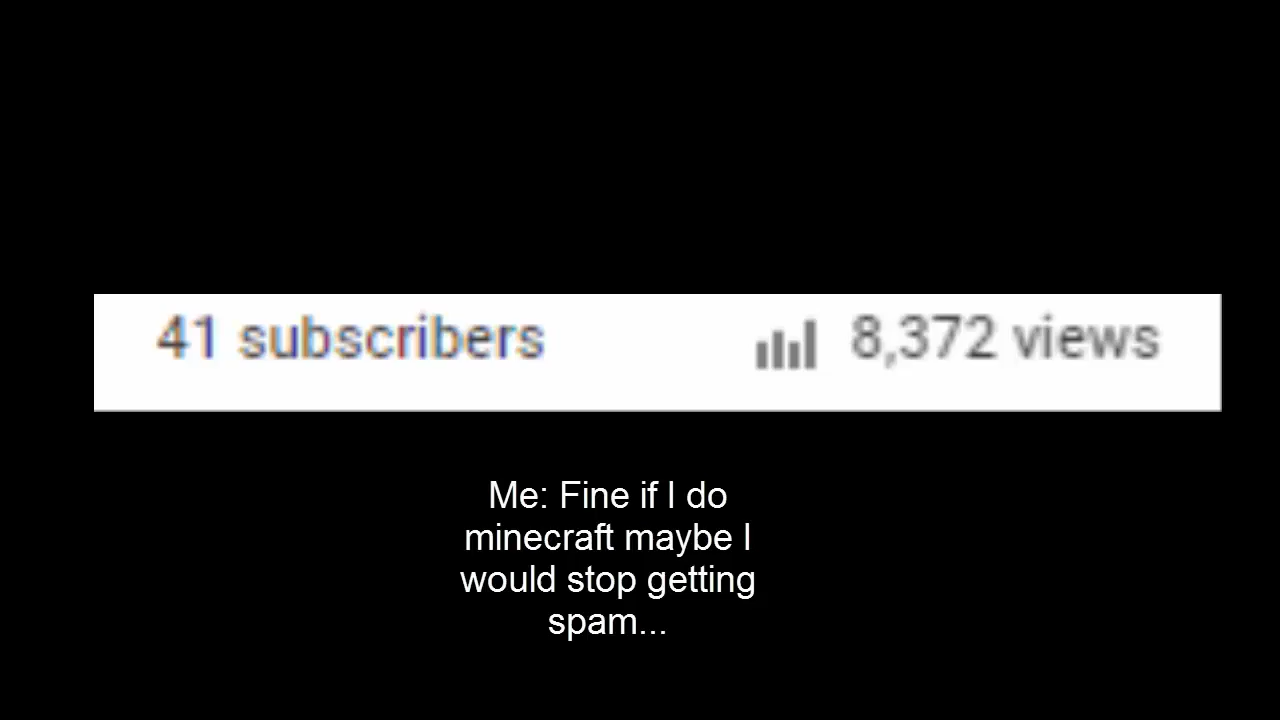 41 subscribers 8,372 views
Me: Fine if I do
minecraft maybe I
would stop getting
spam...